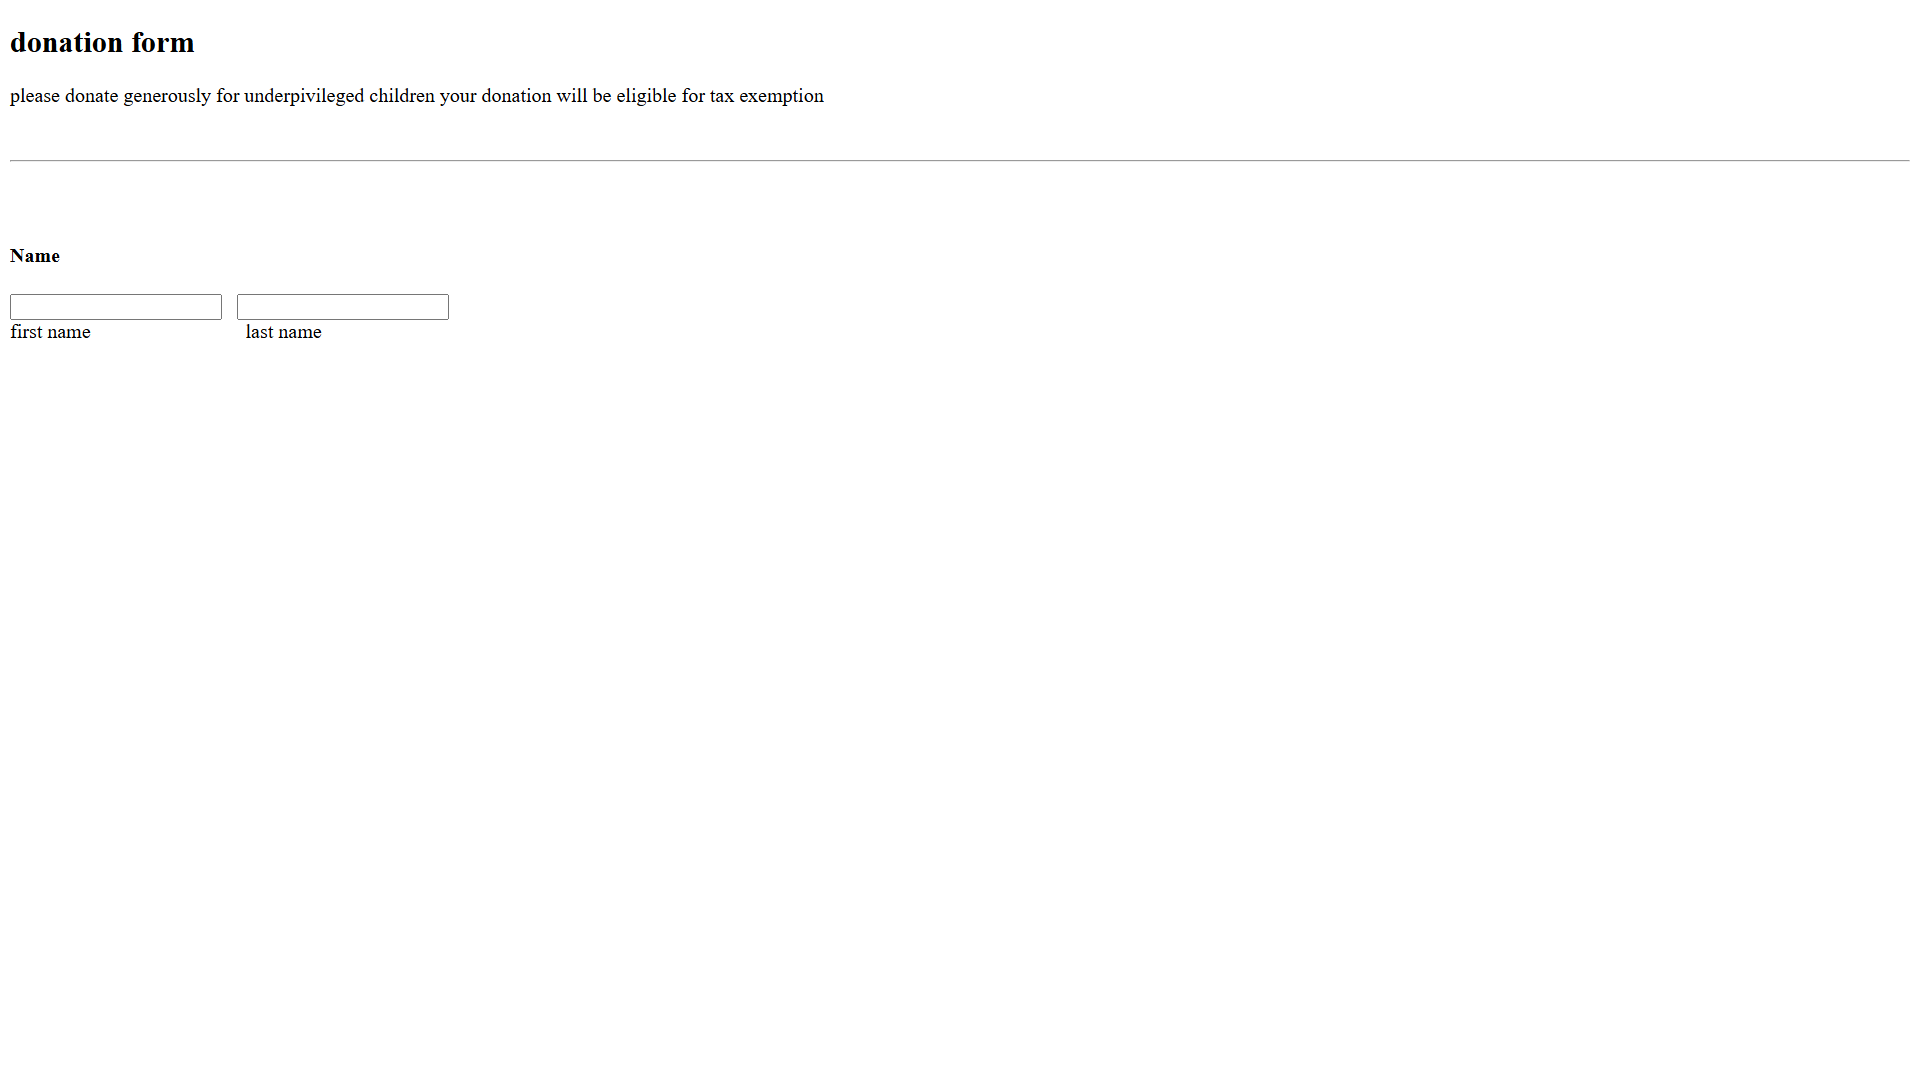 donation form
please donate generously for underpivileged children your donation will be eligible for tax exemption
Name
first name last name